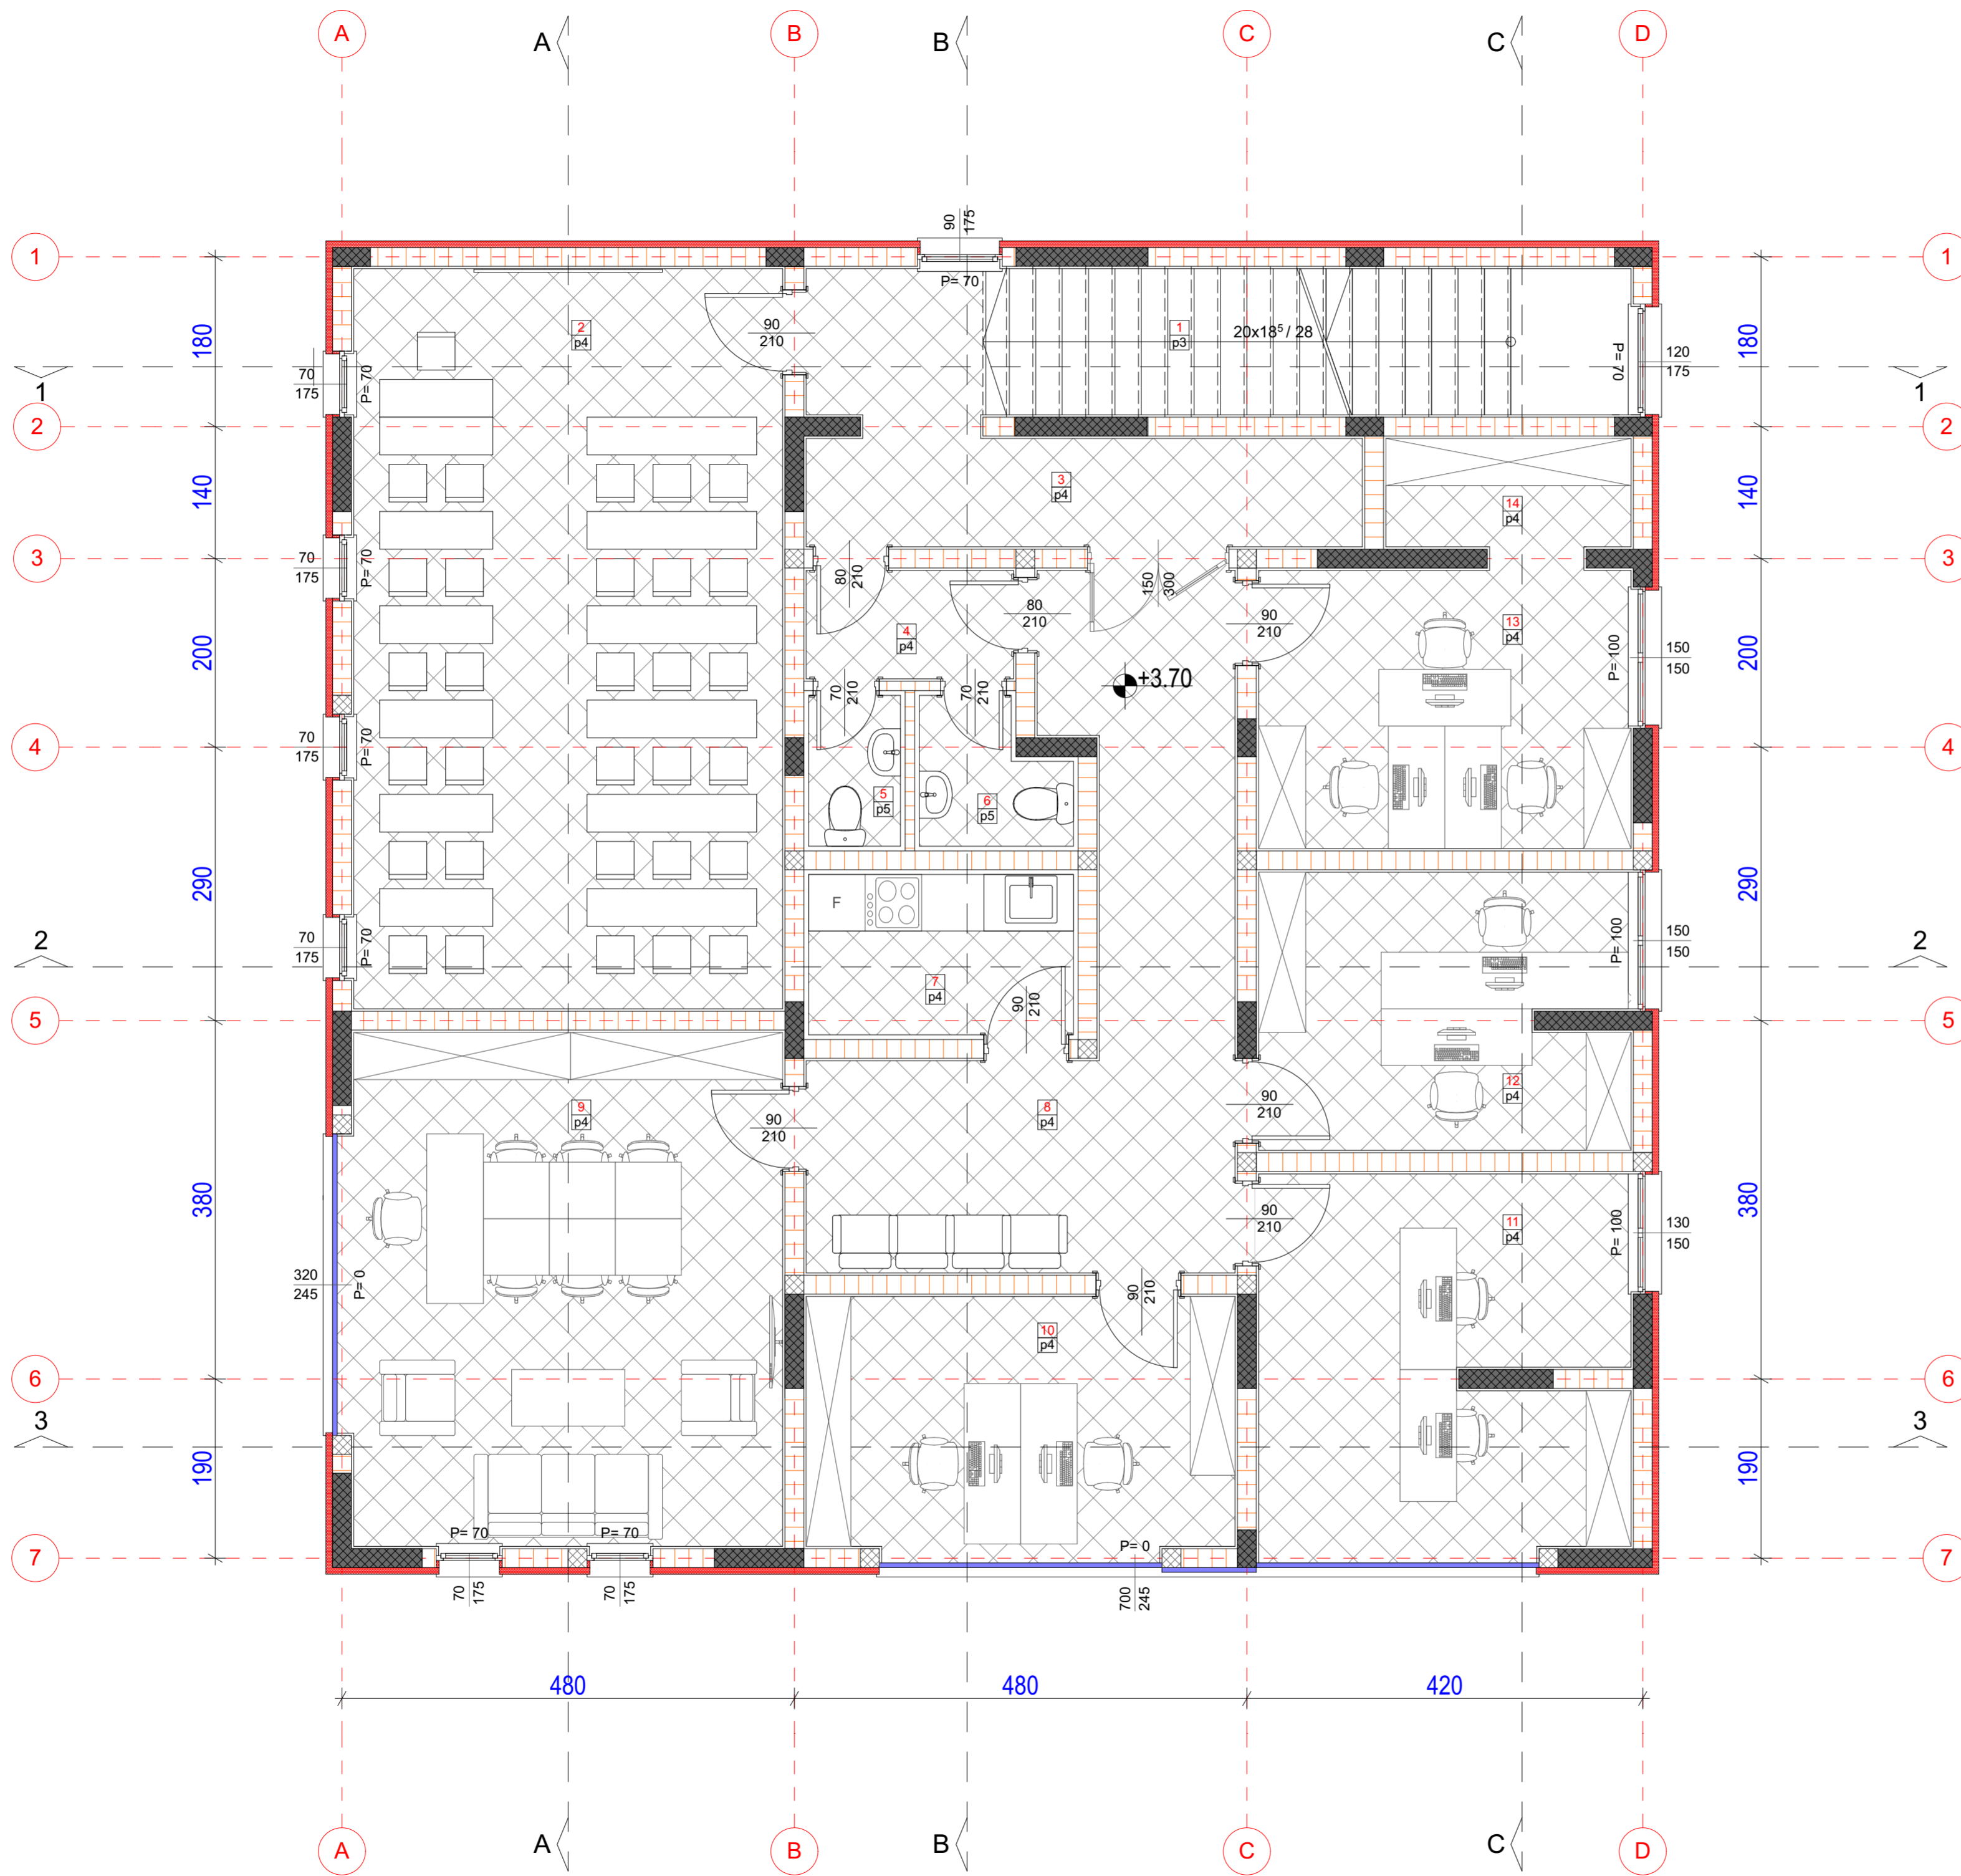 A
A
B
B
C
C
D
90
175
1
1
P= 70
2
p4
90
210
1
p3
20x18⁵/ 28
180
180
P= 70
120
175
70
175
P= 70
1
1
2
2
140
140
3
p4
14
p4
3
3
70
175
P= 70
80
210
80
210
150
300
90
210
13
p4
4
p4
200
200
P= 100
150
150
+3.70
70
210
70
210
4
4
70
175
P= 70
5
p5
6
p5
290
290
F
70
175
P= 70
P= 100
150
150
2
2
7
p4
90
210
5
5
12
p4
9
p4
90
210
8
p4
90
210
380
380
90
210
11
p4
P= 100
130
150
320
245
P= 0
90
210
10
p4
6
6
3
3
190
190
P= 70
P= 70
P= 0
7
7
70
175
70
175
700
245
480
480
420
A
A
B
B
C
C
D